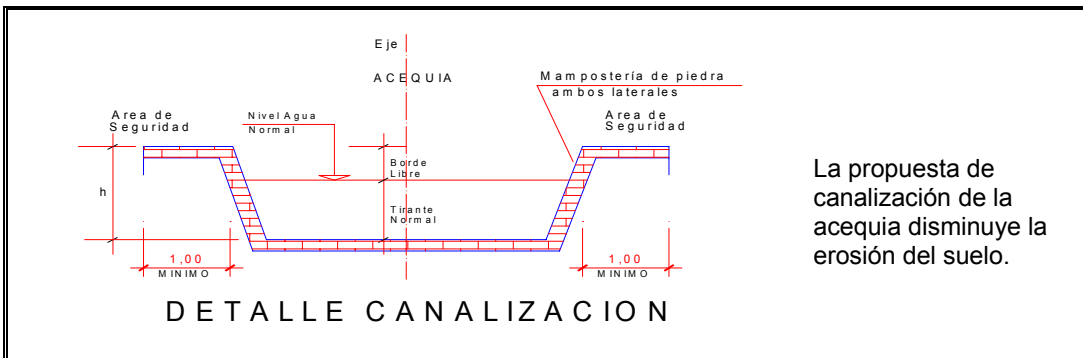 Eje
ACEQUIA
Mampostería de piedra
ambos laterales
Area de
Seguridad
Nivel Agua
Normal
Area de
Seguridad
Borde
Libre
h
Tirante
Normal
1,00
MINIMO
1,00
MINIMO
DETALLE CANALIZACION
La propuesta de
canalización de la
acequia disminuye la
erosión del suelo.